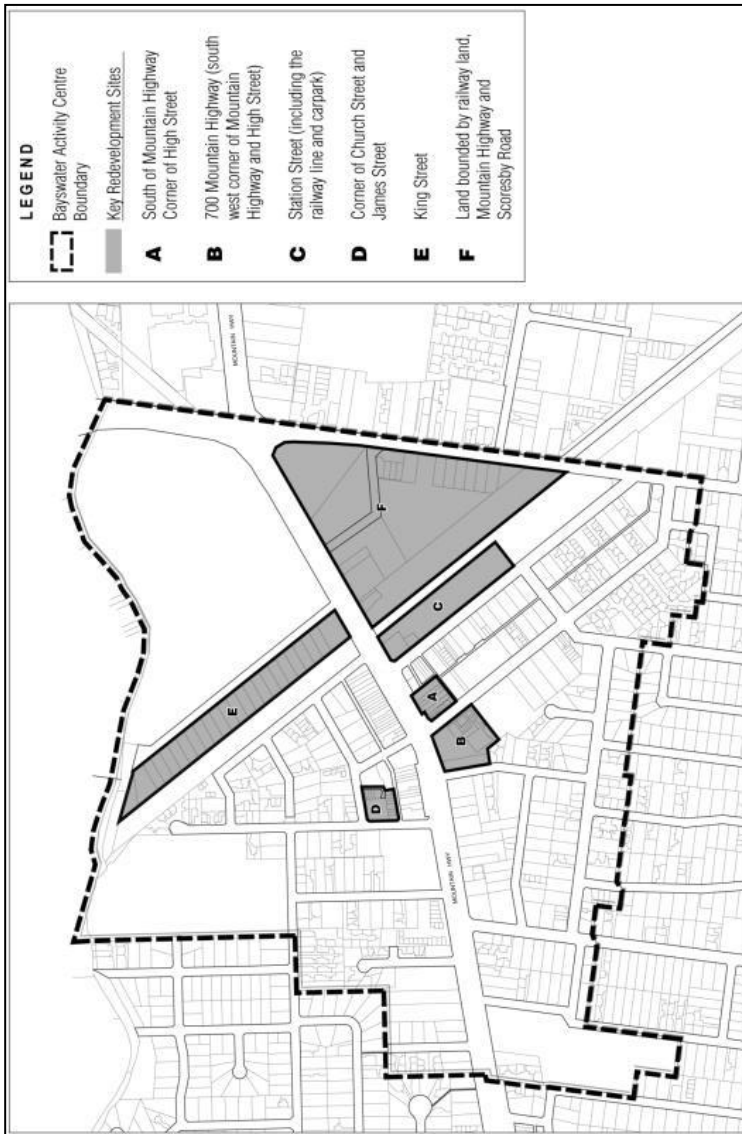 LEGEND
Bayswater Activity Centre
Boundary
Key Redevelopment Sites
A
South of Mountain Highway
Corner of High Street
B
700 Mountain Highway (south
west corner of Mountain
Highway and High Street)
C
Station Street (including the
railway line and carpark)
D
Corner of Church Street and
James Street
E
King Street
F
Land bounded by railway land,
Mountain Highway and
Scoresby Road
MOUNTAIN HWY
F
E
C
A
B
D
MOUNTAIN HWY